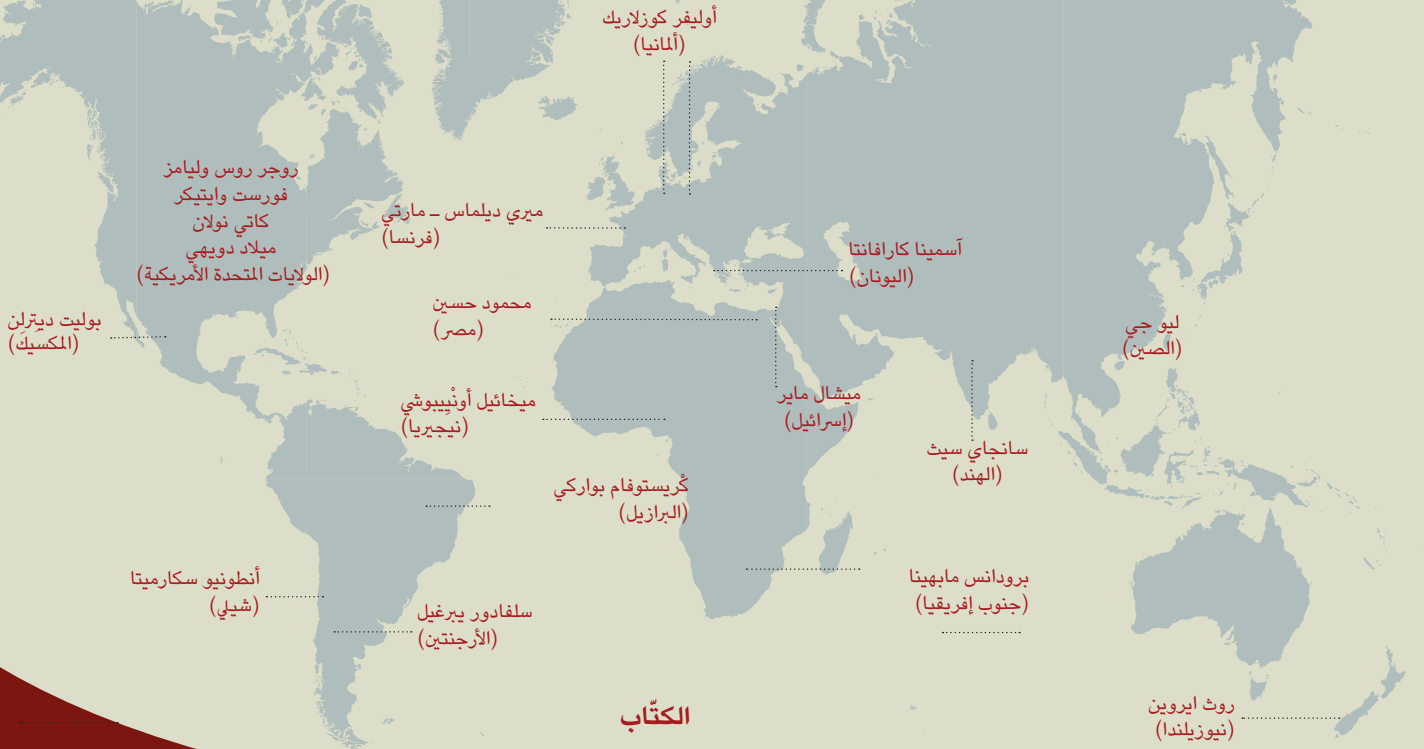 أوليفر كوزلاريك
(ألمانيا)
روجر روس وليامز
فورست وايتيكر
كاتي نولان
ميلاد دويهي
(الولايات المتحدة الأمريكية)
ميري ديلماس – مارتي
(فرنسا)
آسمينا كارافانتا
(اليونان)
محمود حسين
(مصر)
بوليت ديترلن
(المكسيك)
ليو جي
(الصين)
ميشال ماير
(إسرائيل)
ميخائيل أونْيِيبوشي
(نيجيريا)
سانجاي سيث
(الهند)
كْريستوفام بواركي
(البرازيل)
أنطونيو سكارميتا
(شيلي)
برودانس مابهينا
(جنوب إفريقيا)
سلفادور يبرغيل
(الأرجنتين)
روث ايروين
(نيوزيلندا)
الكتّاب